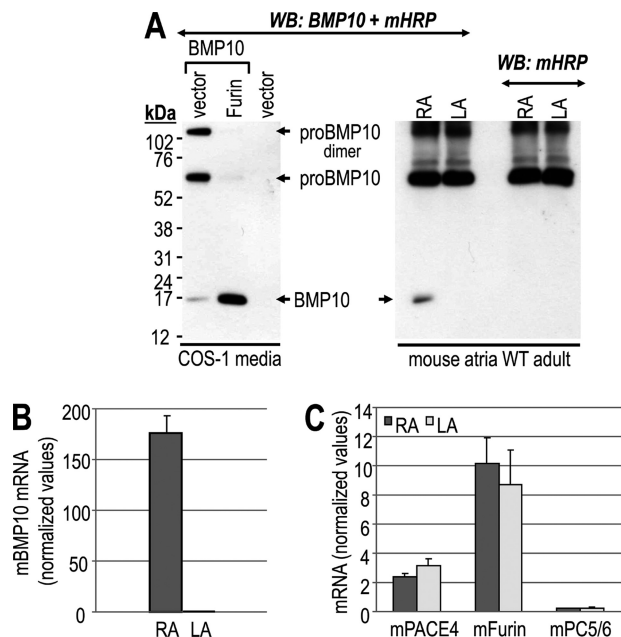 A
WB: BMP10 + mHRP
BMP10
WB: mHRP
vector
Furin
vector
RA
LA
RA
LA
kDa
102
76
52
38
31
24
17
12
proBMP10
dimer
proBMP10
BMP10
COS-1 media
mouse atria WT adult
B
mBMP10 mRNA
(normalized values)
200
150
100
50
0
RA LA
C
mRNA (normalized values)
14
12
10
8
6
4
2
0
RA LA
mPACE4 mFurin mPC5/6